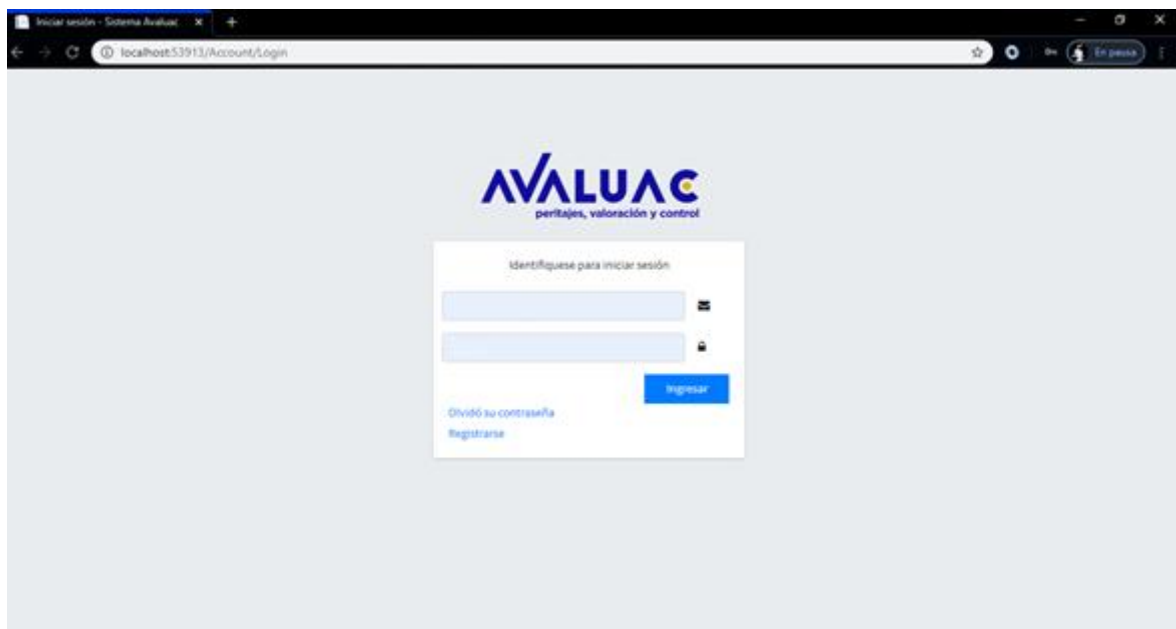 Iniciar sesión - Sistema Avaluac
localhost:53913/Account/Login
En pausa
AVALUAC
peritajes, valoración y control
Identifíquese para iniciar sesión
Ingresar
Olvidó su contraseña
Registrarse